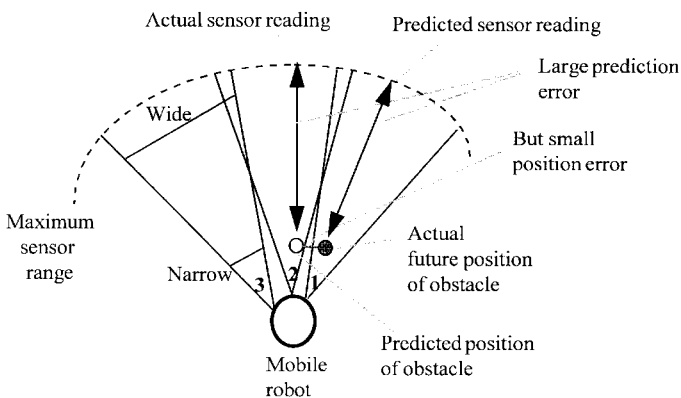 Actual sensor reading
Predicted sensor reading
Large prediction
error
Wide
But small
position error
Maximum
sensor
range
Narrow
3
2
1
Actual
future position
of obstacle
Predicted position
of obstacle
Mobile
robot